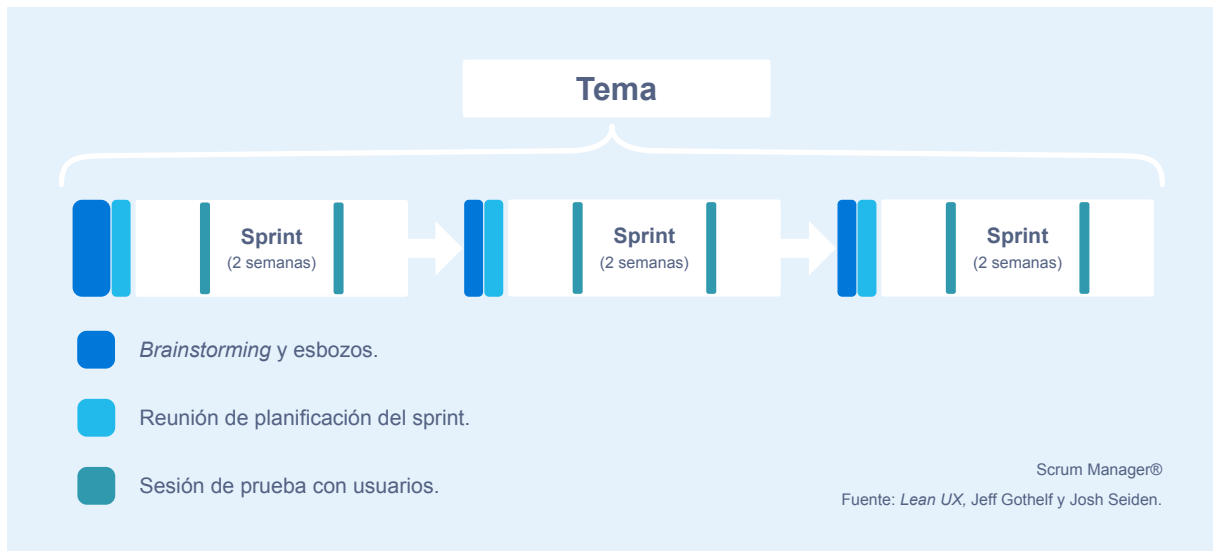 Tema
Sprint
(2 semanas)
Sprint
(2 semanas)
Sprint
(2 semanas)
Brainstorming y esbozos.
Reunión de planificación del sprint.
Sesión de prueba con usuarios.
Scrum Manager®
Fuente: Lean UX, Jeff Gothelf y Josh Seiden.